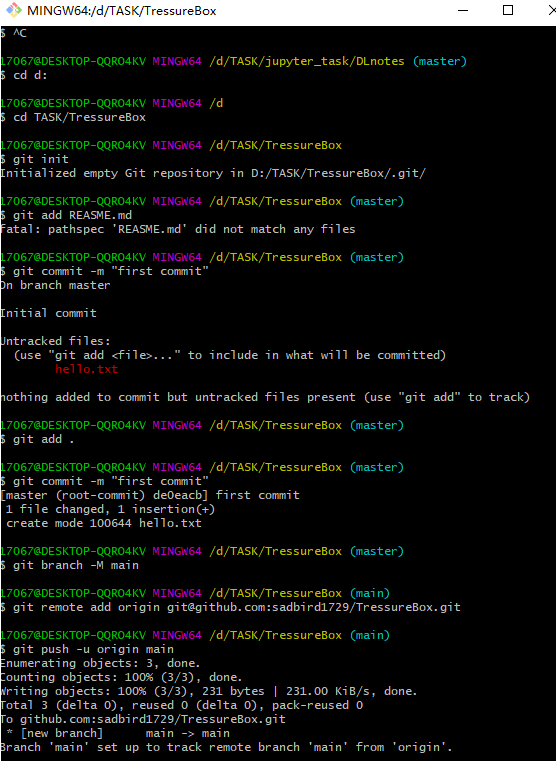 MINGW64:/d/TASK/TressureBox
$ ^C
17067@DESKTOP-QQRO4KV MINGW64 /d/TASK/jupyter_task/DLnotes (master)
$ cd d:
17067@DESKTOP-QQRO4KV MINGW64 /d
$ cd TASK/TressureBox
17067@DESKTOP-QQRO4KV MINGW64 /d/TASK/TressureBox
$ git init
Initialized empty Git repository in D:/TASK/TressureBox/.git/
17067@DESKTOP-QQRO4KV MINGW64 /d/TASK/TressureBox (master)
$ git add REASME.md
fatal: pathspec 'REASME.md' did not match any files
17067@DESKTOP-QQRO4KV MINGW64 /d/TASK/TressureBox (master)
$ git commit -m "first commit"
On branch master
Initial commit
Untracked files:
(use "git add <file>..." to include in what will be committed)
hello.txt
nothing added to commit but untracked files present (use "git add" to track)
17067@DESKTOP-QQRO4KV MINGW64 /d/TASK/TressureBox (master)
$ git add .
17067@DESKTOP-QQRO4KV MINGW64 /d/TASK/TressureBox (master)
$ git commit -m "first commit"
[master (root-commit) de0eacb] first commit
1 file changed, 1 insertion(+)
create mode 100644 hello.txt
17067@DESKTOP-QQRO4KV MINGW64 /d/TASK/TressureBox (master)
$ git branch -M main
17067@DESKTOP-QQRO4KV MINGW64 /d/TASK/TressureBox (main)
$ git remote add origin git@github.com:sadbird1729/TressureBox.git
17067@DESKTOP-QQRO4KV MINGW64 /d/TASK/TressureBox (main)
$ git push -u origin main
Enumerating objects: 3, done.
Counting objects: 100% (3/3), done.
Writing objects: 100% (3/3), 231 bytes | 231.00 KiB/s, done.
Total 3 (delta 0), reused 0 (delta 0), pack-reused 0
To github.com:sadbird1729/TressureBox.git
* [new branch]      main -> main
Branch 'main' set up to track remote branch 'main' from 'origin'.